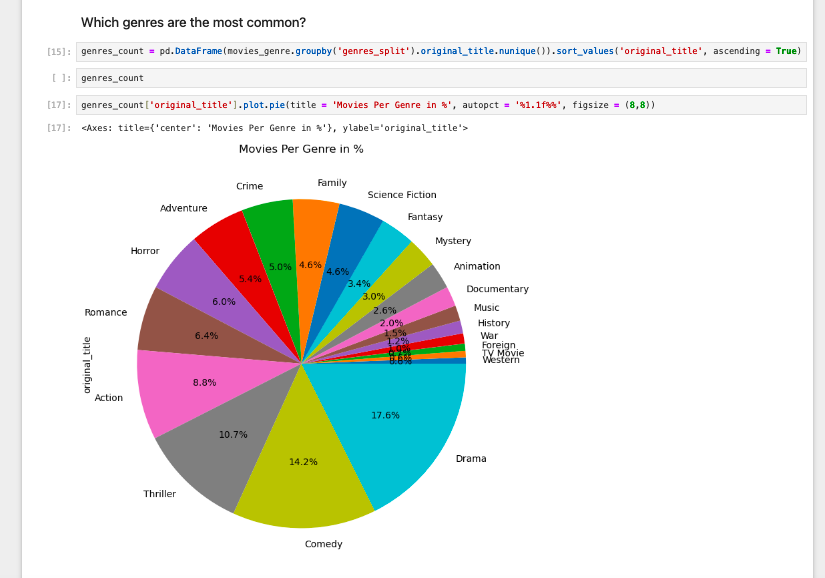 Which genres are the most common?
[15]: genres_count = pd.DataFrame(movies_genre.groupby('genres_split').original_title.nunique()).sort_values('original_title', ascending = True)
[ ]: genres_count
[17]: genres_count['original_title'].plot.pie(title = 'Movies Per Genre in %', autopct = '%1.1f%%', figsize = (8,8))
[17]: <Axes: title={'center': 'Movies Per Genre in %'}, ylabel='original_title'>
Movies Per Genre in %
Family
Crime
Science Fiction
Adventure
Fantasy
Mystery
Horror
Animation
Documentary
Music
Romance
History
War
Foreign
TV Movie
Western
original_title
Action
Drama
Thriller
Comedy
4.6%
5.0%
4.6%
5.4%
3.4%
3.0%
6.0%
2.6%
2.0%
1.5%
6.4%
1.2%
8.8%
17.6%
10.7%
14.2%